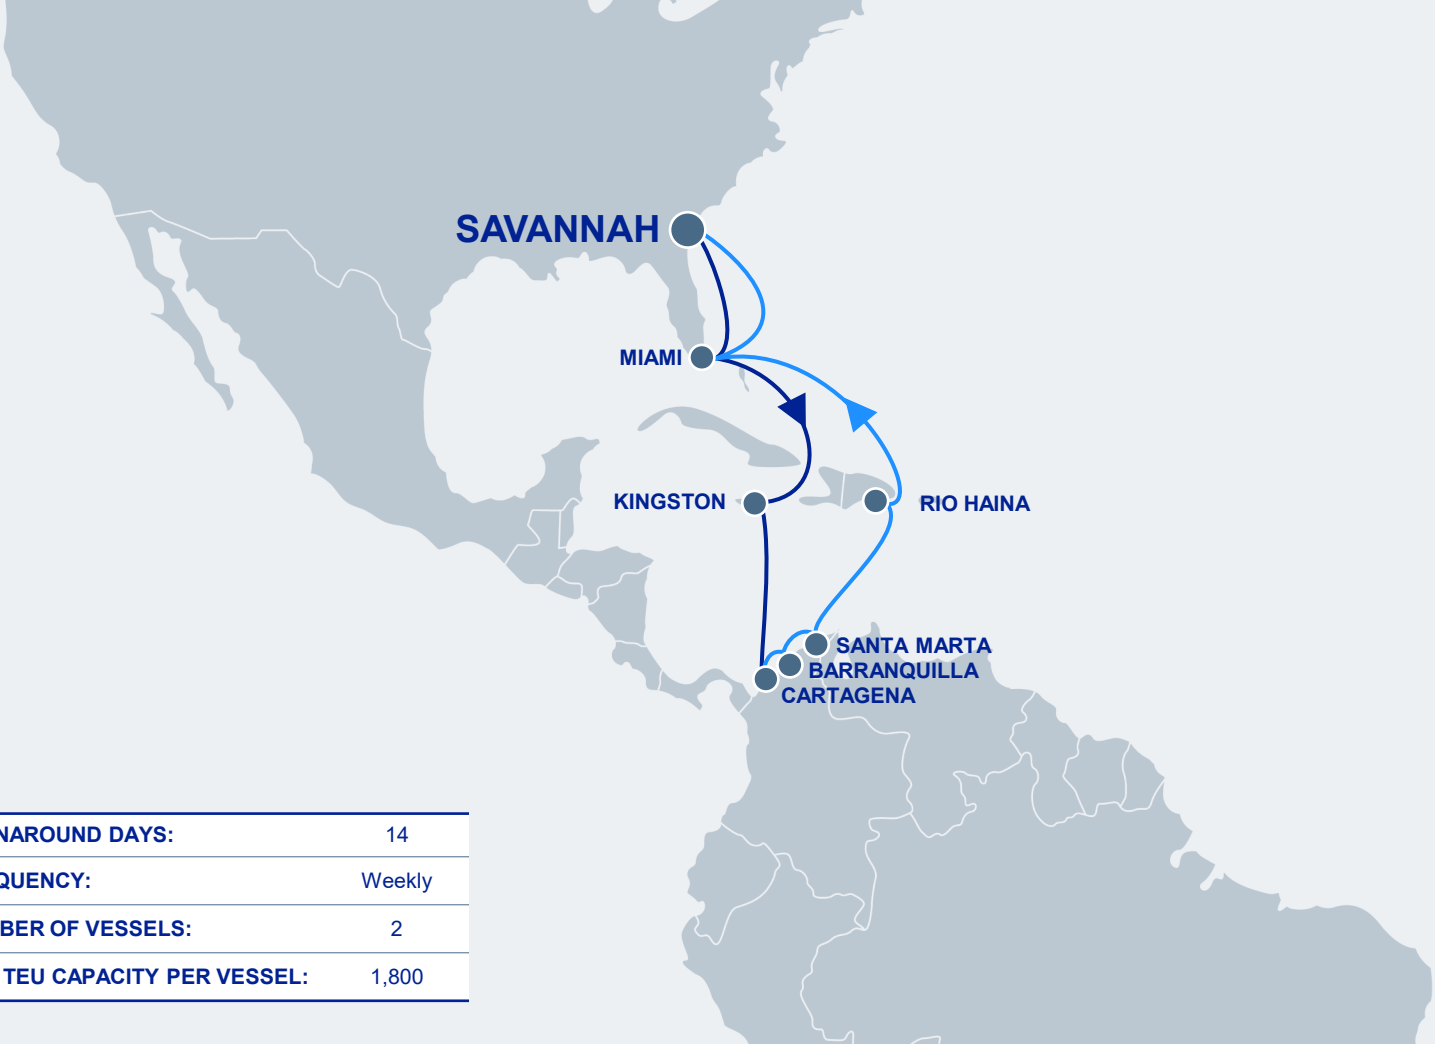 SAVANNAH
MIAMI
KINGSTON
RIO HAINA
SANTA MARTA
BARRANQUILLA
CARTAGENA
NAROUND DAYS: 14
QUENCY: Weekly
BER OF VESSELS: 2
TEU CAPACITY PER VESSEL: 1,800